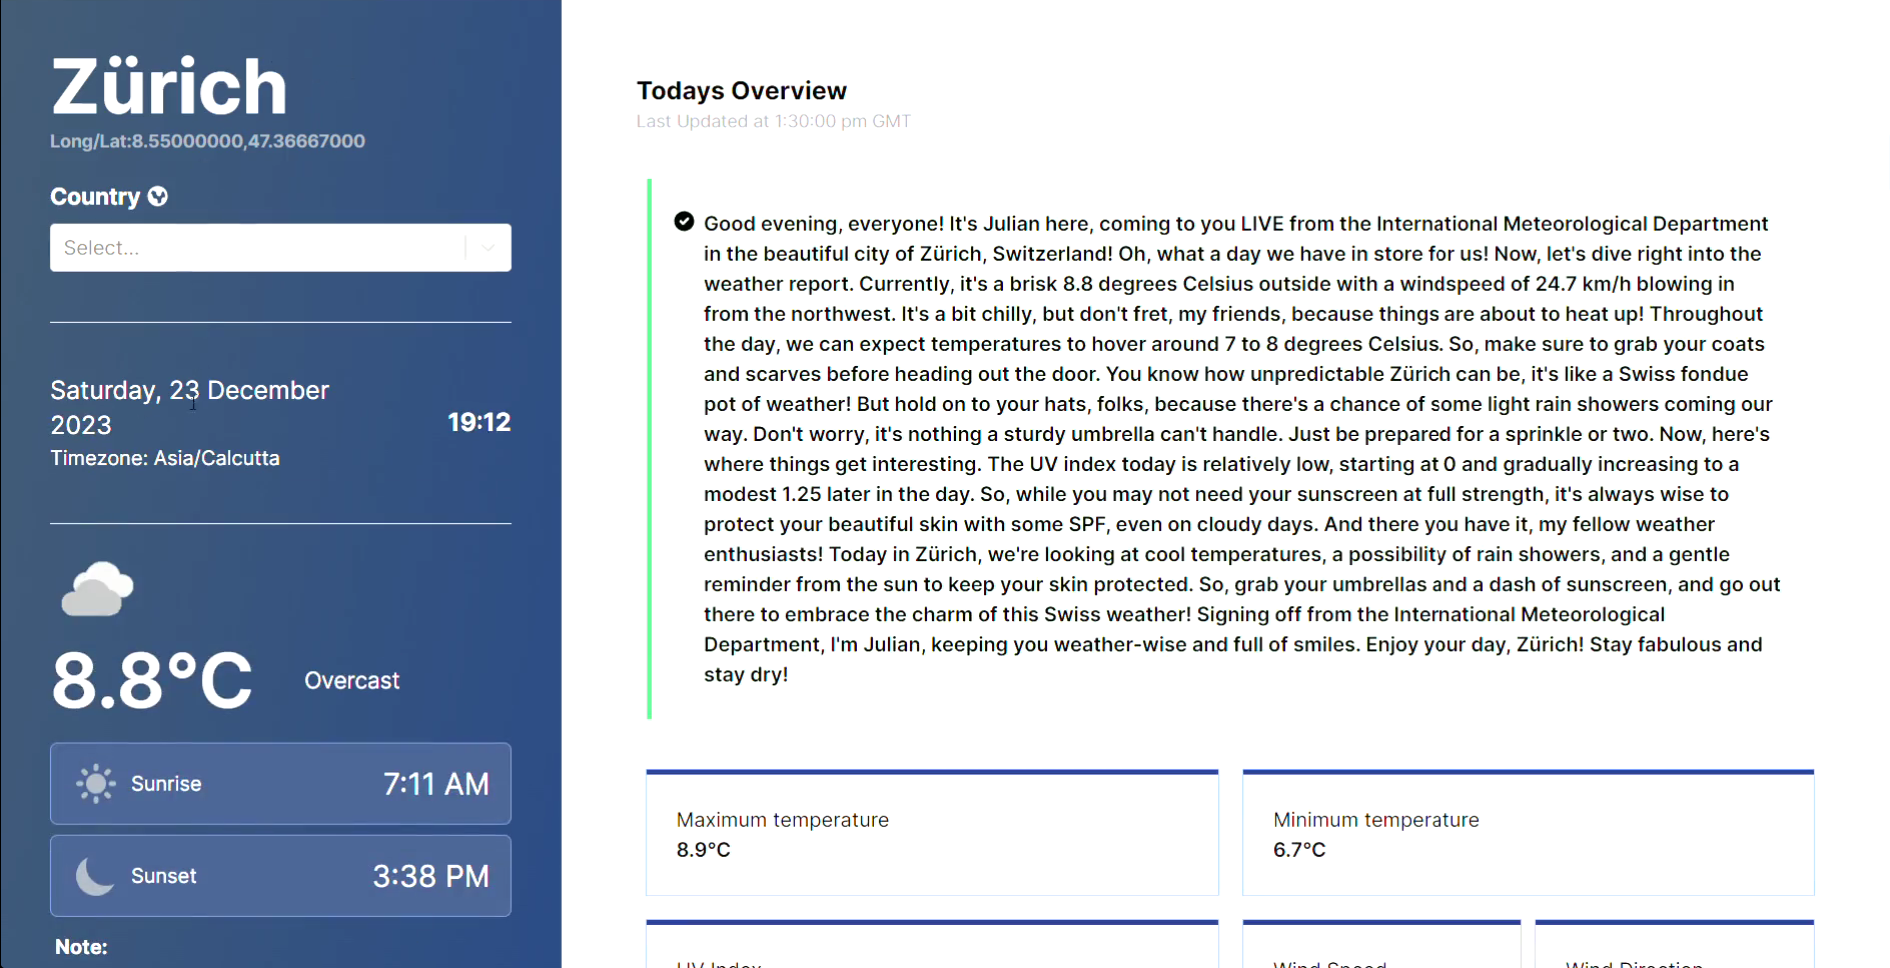 Zürich
Long/Lat:8.55000000,47.36667000
Country
Select...
Saturday, 23 December
2023
19:12
Timezone: Asia/Calcutta
8.8°C
Overcast
Sunrise
7:11 AM
Sunset
3:38 PM
Note:
Todays Overview
Last Updated at 1:30:00 pm GMT
Good evening, everyone! It's Julian here, coming to you LIVE from the International Meteorological Department
in the beautiful city of Zürich, Switzerland! Oh, what a day we have in store for us! Now, let's dive right into the
weather report. Currently, it's a brisk 8.8 degrees Celsius outside with a windspeed of 24.7 km/h blowing in
from the northwest. It's a bit chilly, but don't fret, my friends, because things are about to heat up! Throughout
the day, we can expect temperatures to hover around 7 to 8 degrees Celsius. So, make sure to grab your coats
and scarves before heading out the door. You know how unpredictable Zürich can be, it's like a Swiss fondue
pot of weather! But hold on to your hats, folks, because there's a chance of some light rain showers coming our
way. Don't worry, it's nothing a sturdy umbrella can't handle. Just be prepared for a sprinkle or two. Now, here's
where things get interesting. The UV index today is relatively low, starting at 0 and gradually increasing to a
modest 1.25 later in the day. So, while you may not need your sunscreen at full strength, it's always wise to
protect your beautiful skin with some SPF, even on cloudy days. And there you have it, my fellow weather
enthusiasts! Today in Zürich, we're looking at cool temperatures, a possibility of rain showers, and a gentle
reminder from the sun to keep your skin protected. So, grab your umbrellas and a dash of sunscreen, and go out
there to embrace the charm of this Swiss weather! Signing off from the International Meteorological
Department, I'm Julian, keeping you weather-wise and full of smiles. Enjoy your day, Zürich! Stay fabulous and
stay dry!
Maximum temperature
8.9°C
Minimum temperature
6.7°C
UV Index
Wind Speed
Wind Direction